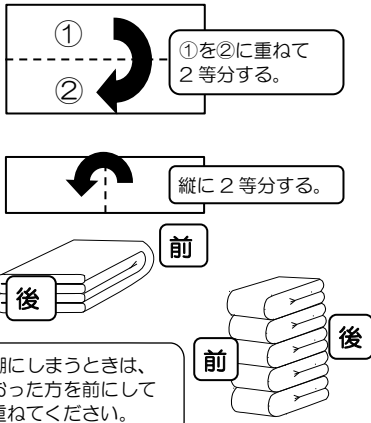 ①
②
①を②に重ねて
2 等分する。
縦に 2 等分する。
前
後
前
後
棚にしまうときは、
おった方を前にして
重ねてください。